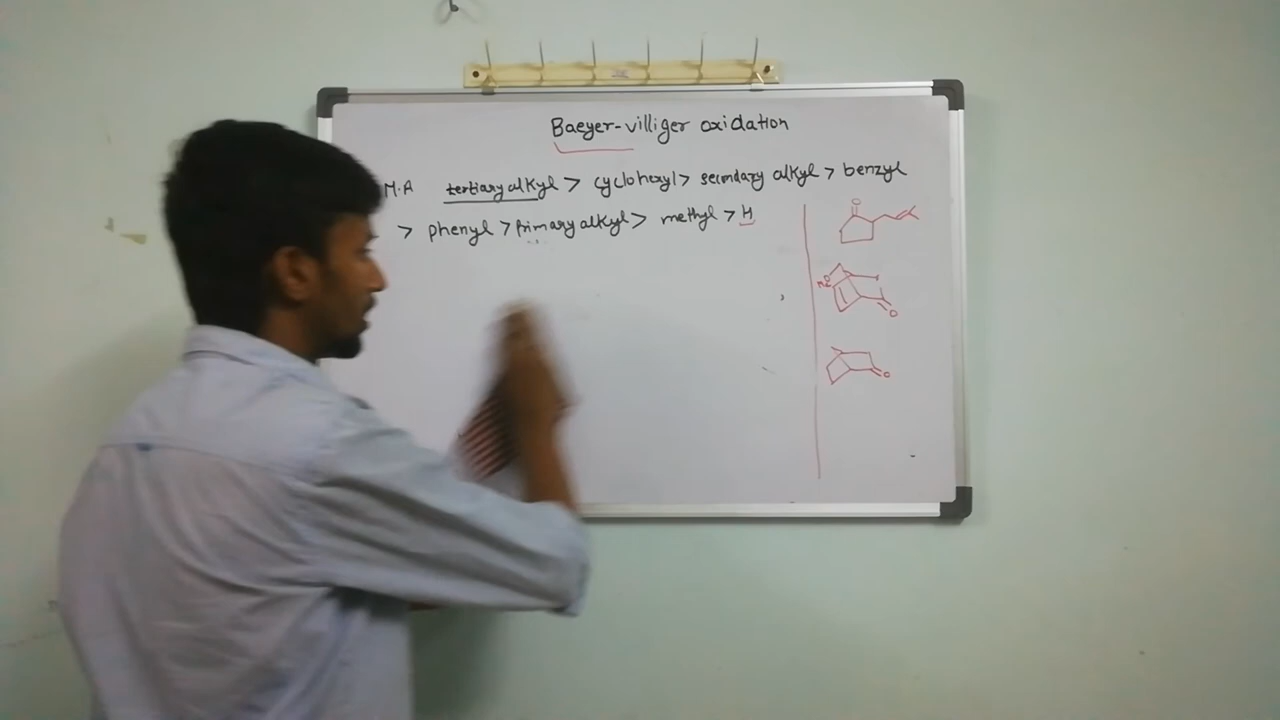 Baeyer-villiger oxidation
M.A tertiary alkyl > cyclohexyl > secondary alkyl > benzyl
> phenyl > primary alkyl > methyl > H
O
O
O